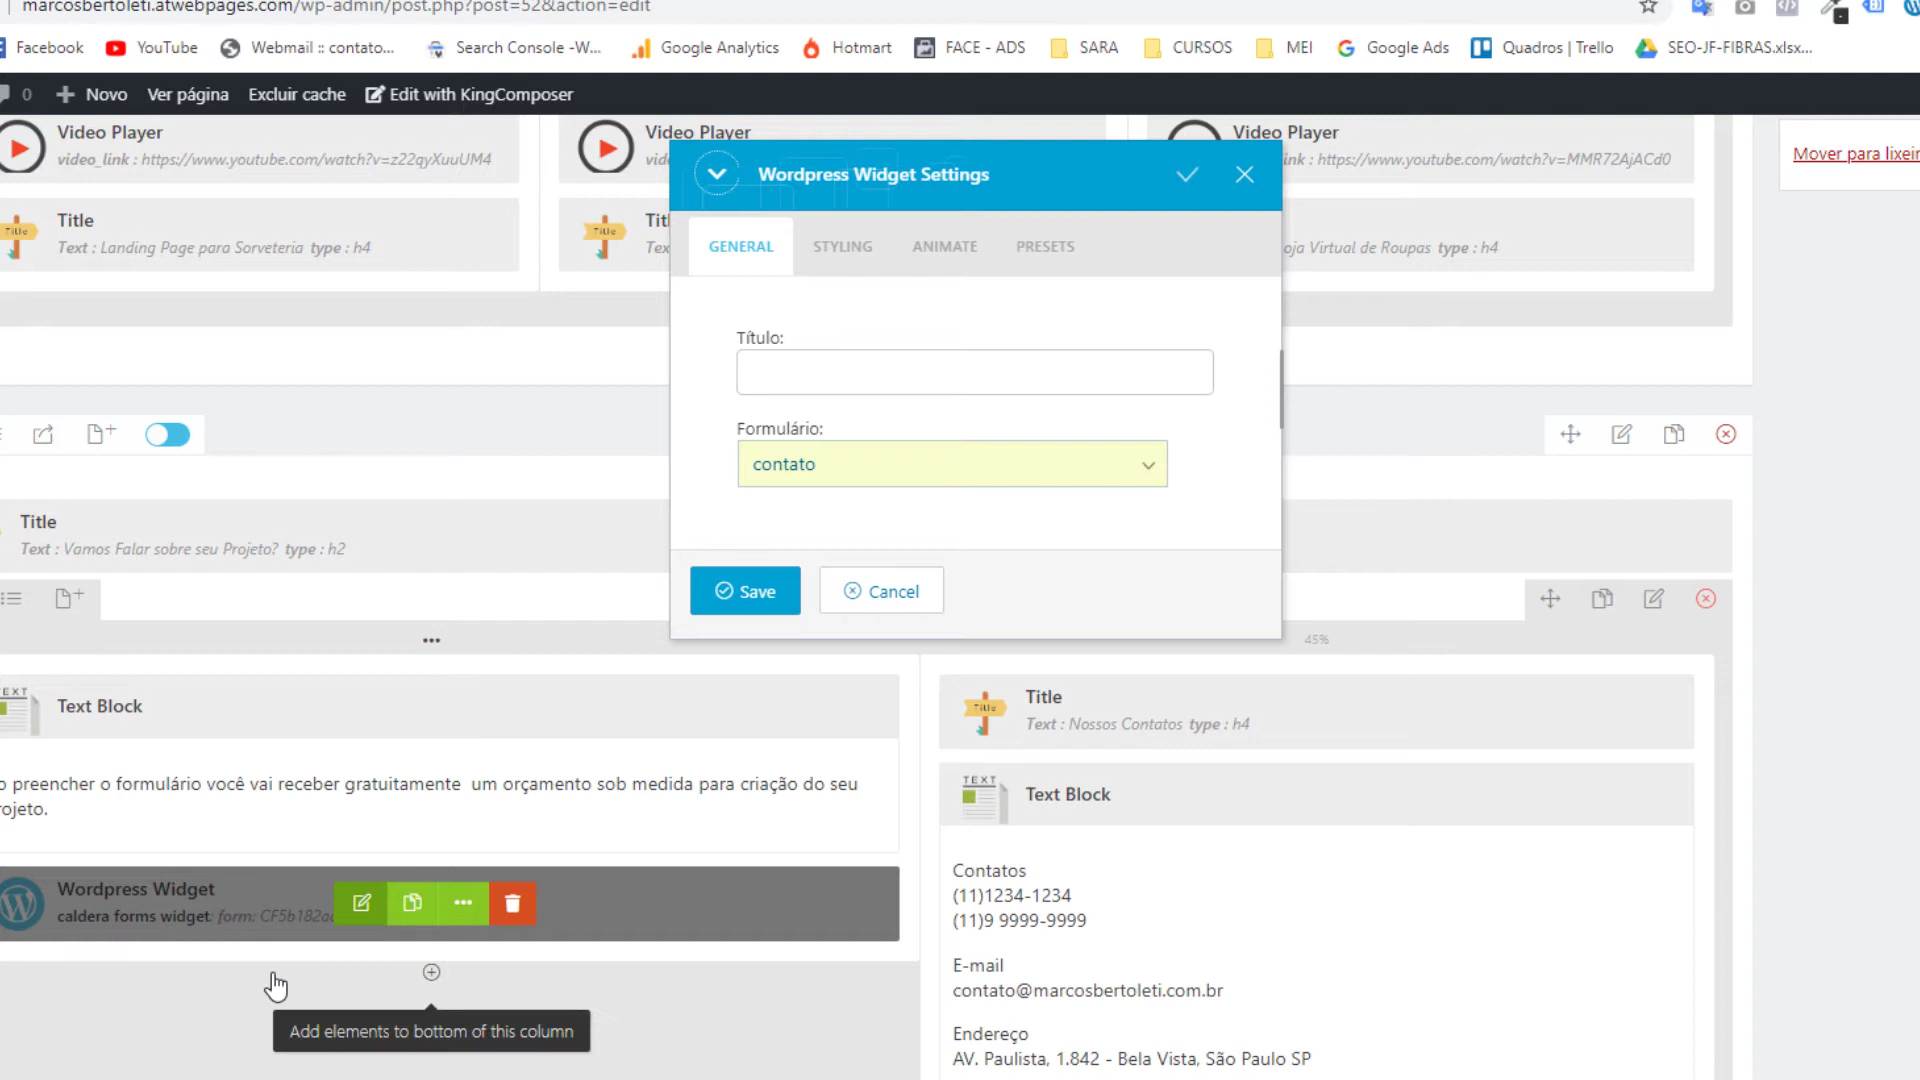 marcosbertoleti.atwebpages.com/wp-admin/post.php?post=52&action=edit
Facebook YouTube Webmail :: contato... Search Console -W... Google Analytics Hotmart FACE - ADS SARA CURSOS MEI Google Ads Quadros | Trello SEO-JF-FIBRAS.xlsx...
0 Novo Ver página Excluir cache Edit with KingComposer
Video Player
video_link : https://www.youtube.com/watch?v=z22qyXuuUM4
Title
Title
Text : Landing Page para Sorveteria type : h4
Video Player
Title
Video Player
https://www.youtube.com/watch?v=MMR72AjACd0
Virtual de Roupas type : h4
Mover para lixeir
Wordpress Widget Settings
GENERAL STYLING ANIMATE PRESETS
Título:
Formulário:
contato
Save Cancel
Title
Text : Vamos Falar sobre seu Projeto? type : h2
45%
Text Block
preencher o formulário você vai receber gratuitamente um orçamento sob medida para criação do seu
rojeto.
Wordpress Widget
caldera forms widget: form: CF5b182a
Add elements to bottom of this column
Title
Title
Text : Nossos Contatos type : h4
TEXT
Text Block
Contatos
(11)1234-1234
(11)9 9999-9999
E-mail
contato@marcosbertoleti.com.br
Endereço
AV. Paulista, 1.842 - Bela Vista, São Paulo SP